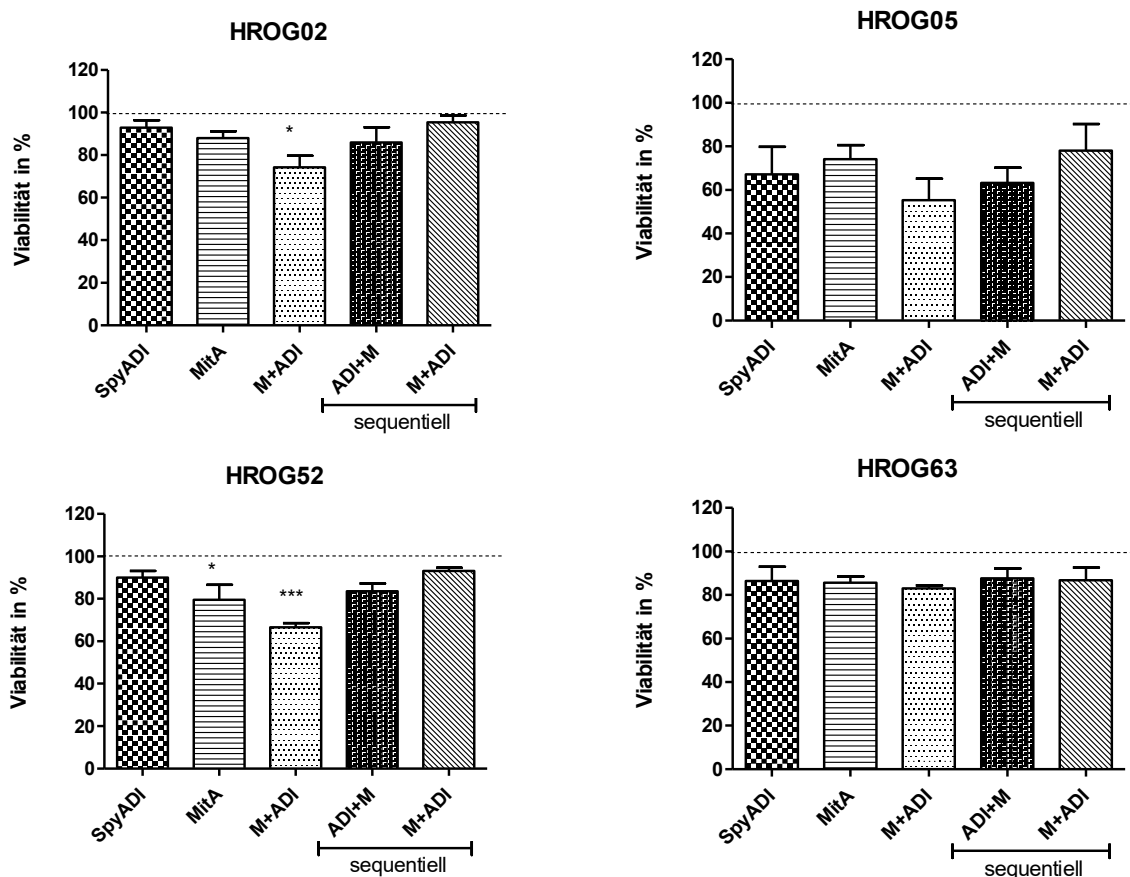 HROG02
Viabilität in %
120
100
80
60
40
20
0
*
SpyADI
MitA
M+ADI
ADI+M
M+ADI
sequentiell
HROG05
Viabilität in %
120
100
80
60
40
20
0
SpyADI
MitA
M+ADI
ADI+M
M+ADI
sequentiell
HROG52
Viabilität in %
120
100
80
60
40
20
0
*
***
SpyADI
MitA
M+ADI
ADI+M
M+ADI
sequentiell
HROG63
Viabilität in %
120
100
80
60
40
20
0
SpyADI
MitA
M+ADI
ADI+M
M+ADI
sequentiell